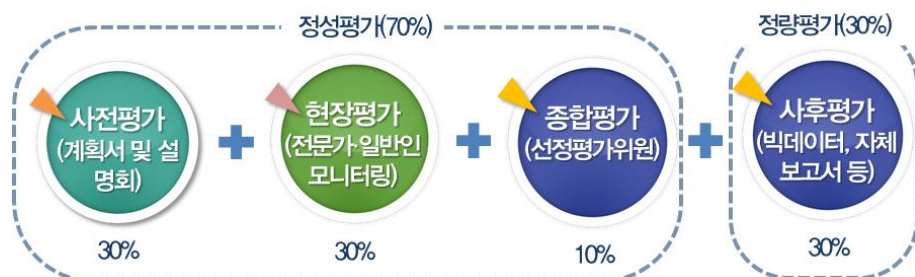 정성평가(70%)
정량평가(30%)
사전평가
(계획서 및 설
명회)
현장평가
(전문가·일반인
모니터링)
종합평가
(선정평가위원)
사후평가
(빅데이터, 자체
보고서 등)
30%
30%
10%
30%